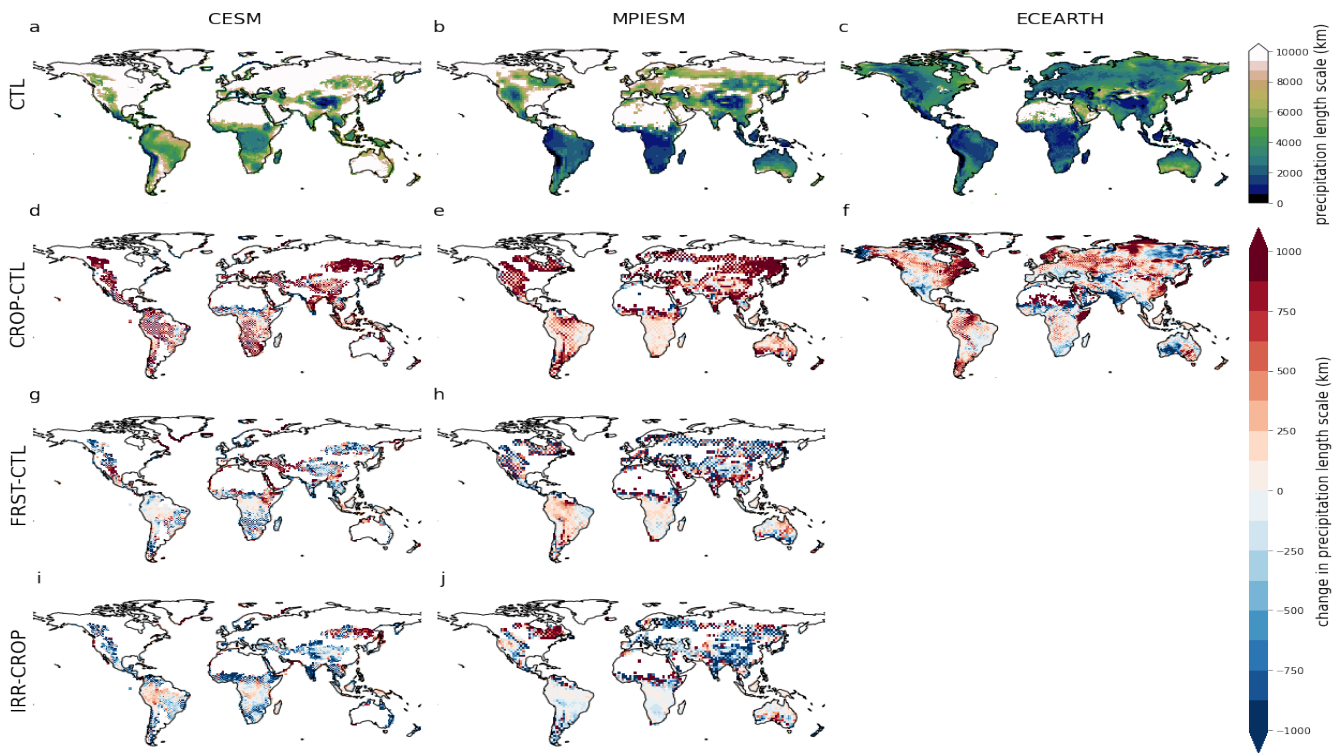 CESM MPIESM ECEARTH
a b c
CTL
10000
8000
6000
4000
2000
0
precipitation length scale (km)
d e f
CROP-CTL
g h
FRST-CTL
i j
IRR-CROP
1000
750
500
250
0
−250
−500
−750
−1000
change in precipitation length scale (km)